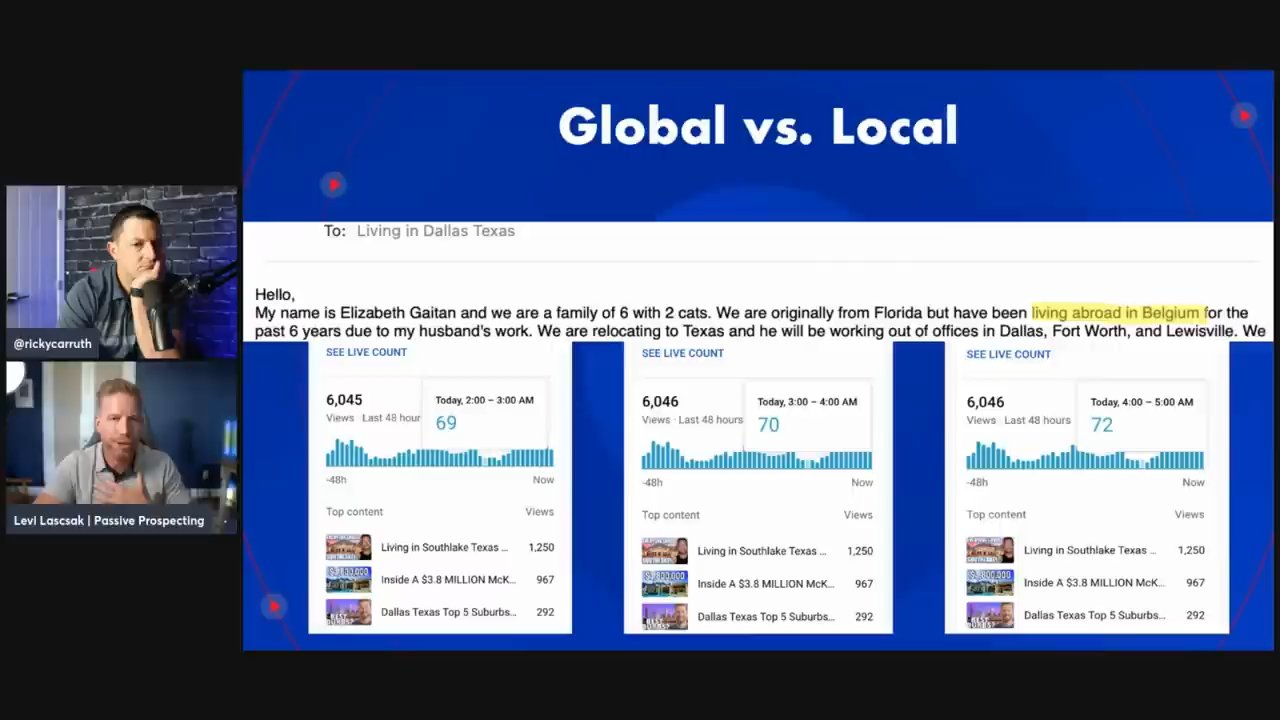 Global vs. Local
To: Living in Dallas Texas
Hello,
My name is Elizabeth Gaitan and we are a family of 6 with 2 cats. We are originally from Florida but have been living abroad in Belgium for the
past 6 years due to my husband's work. We are relocating to Texas and he will be working out of offices in Dallas, Fort Worth, and Lewisville. We
@rickycarruth
Levi Lascsak | Passive Prospecting
SEE LIVE COUNT
6,045
Views · Last 48 hour
Today, 2:00 – 3:00 AM
69
-48h Now
Top content Views
Living in Southlake Texas ... 1,250
Inside A $3.8 MILLION McK... 967
Dallas Texas Top 5 Suburbs... 292
SEE LIVE COUNT
6,046
Views · Last 48 hours
Today, 3:00 – 4:00 AM
70
-48h Now
Top content Views
Living in Southlake Texas ... 1,250
Inside A $3.8 MILLION McK... 967
Dallas Texas Top 5 Suburbs... 292
SEE LIVE COUNT
6,046
Views · Last 48 hours
Today, 4:00 – 5:00 AM
72
-48h Now
Top content Views
Living in Southlake Texas ... 1,250
Inside A $3.8 MILLION McK... 967
Dallas Texas Top 5 Suburbs... 292